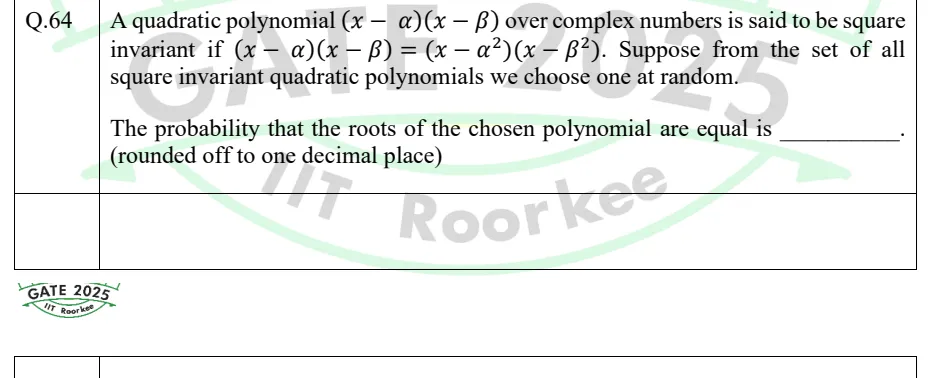 Q.64 A quadratic polynomial (x − α)(x − β) over complex numbers is said to be square
invariant if (x − α)(x − β) = (x − α²)(x − β²). Suppose from the set of all
square invariant quadratic polynomials we choose one at random.
The probability that the roots of the chosen polynomial are equal is ___________.
(rounded off to one decimal place)
GATE 2025
IIT Roorkee
GATE 2025
IIT Roorkee